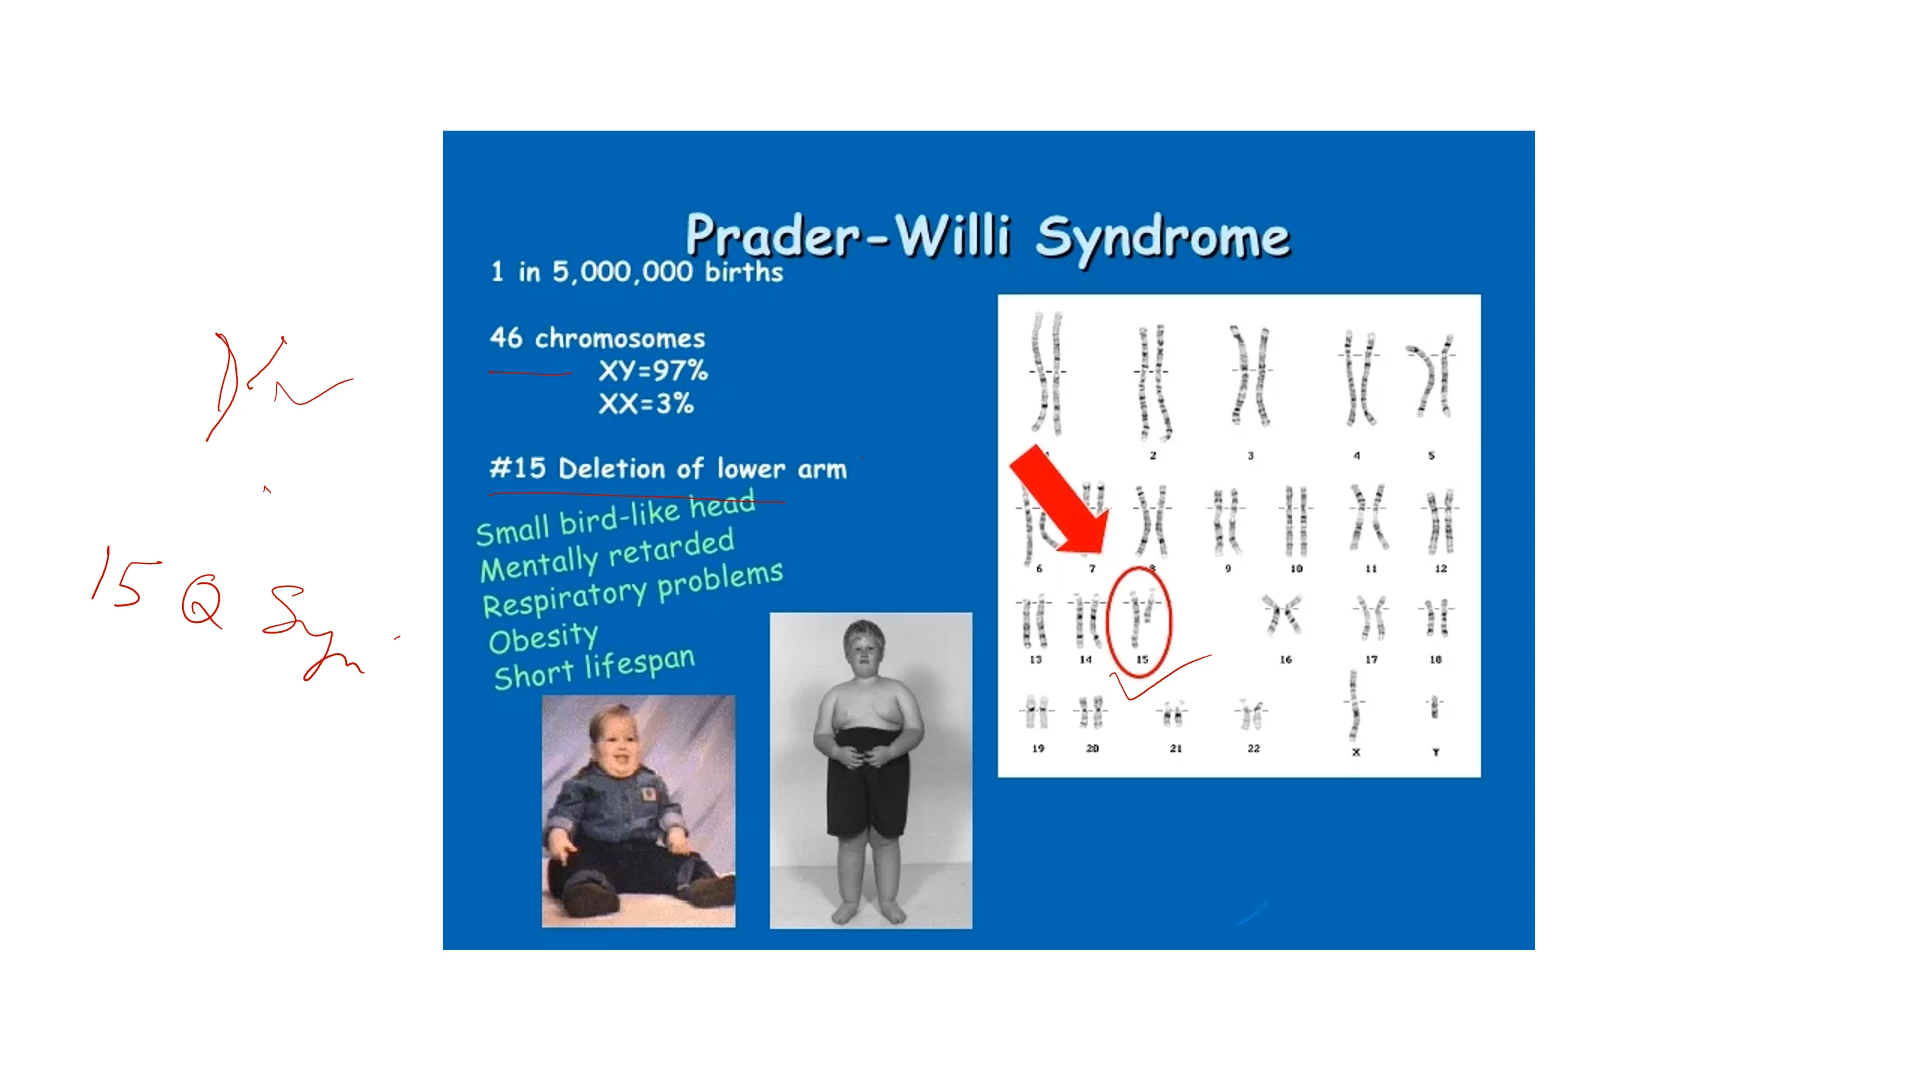 Prader-Willi Syndrome
1 in 5,000,000 births
46 chromosomes
XY=97%
XX=3%
#15 Deletion of lower arm
Small bird-like head
Mentally retarded
Respiratory problems
Obesity
Short lifespan
15 Q Syn
2 3 4 5
6 7 8 9 10 11 12
13 14 15 16 17 18
19 20 21 22 X Y